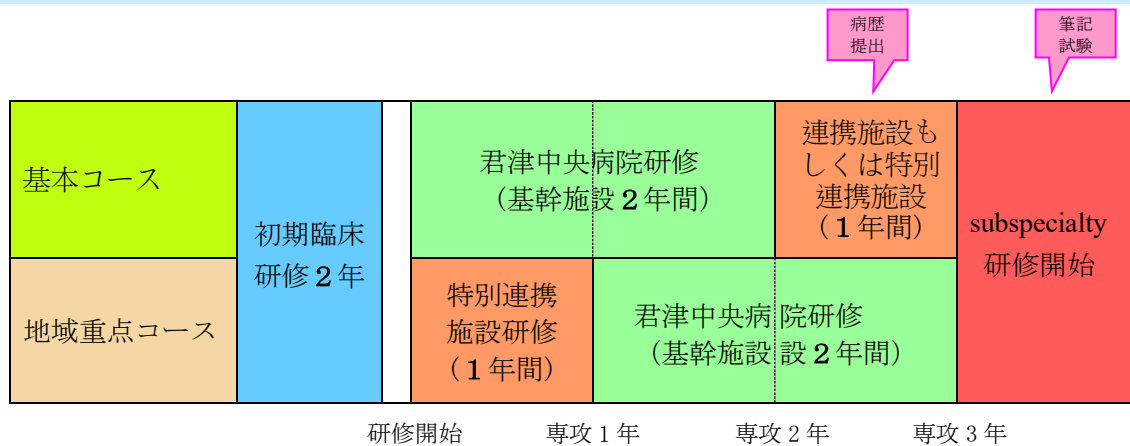 病歴
提出
筆記
試験
基本コース
初期臨床
研修２年
君津中央病院研修
（基幹施設２年間）
連携施設も
しくは特別
連携施設
（１年間）
subspecialty
研修開始
地域重点コース
特別連携
施設研修
（１年間）
君津中央病院研修
（基幹施設設２年間）
研修開始
専攻１年
専攻２年
専攻３年